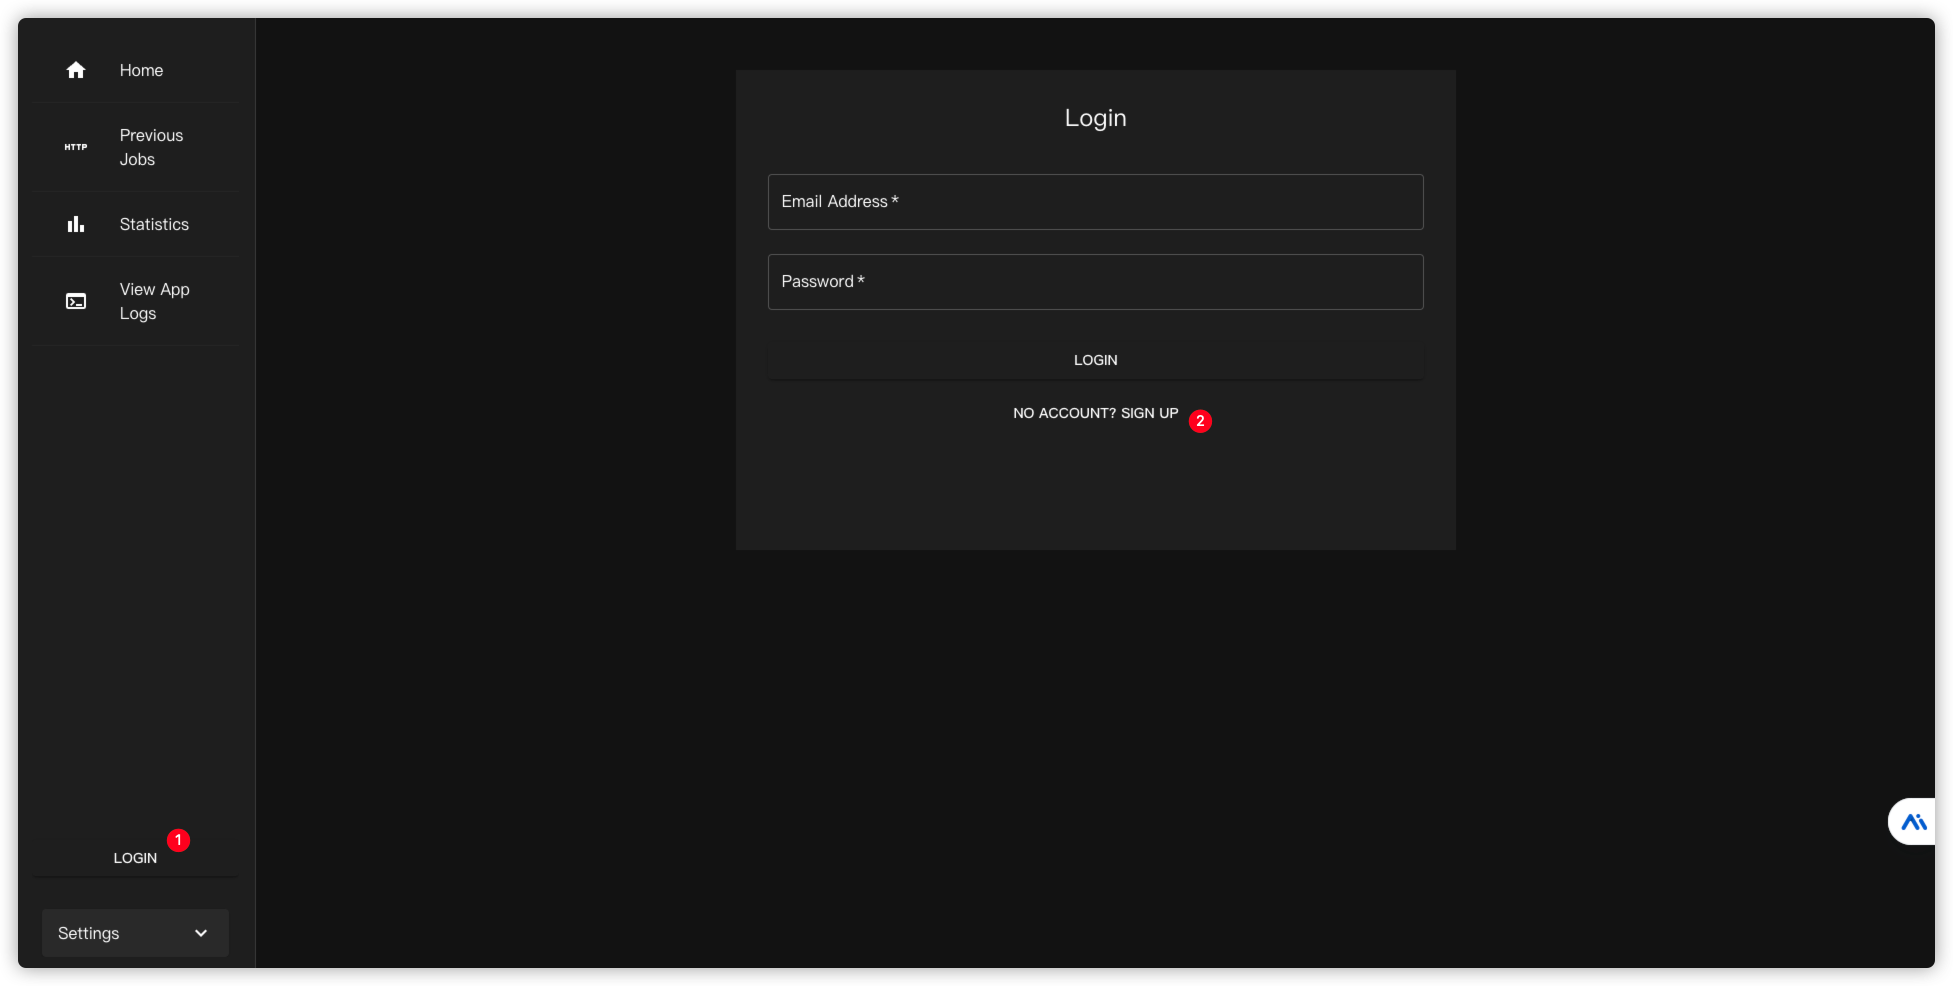 Home
HTTP
Previous
Jobs
Statistics
View App
Logs
LOGIN
1
Settings
Login
Email Address *
Password *
LOGIN
NO ACCOUNT? SIGN UP
2